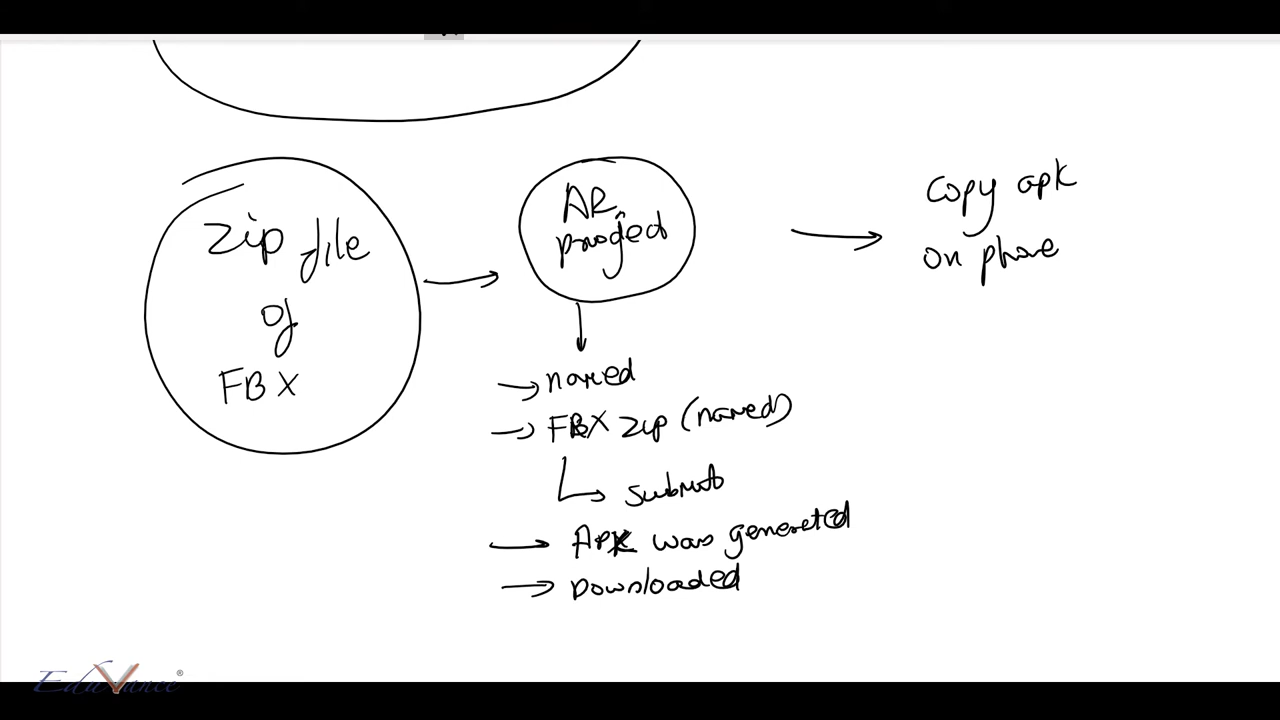 Zip file
of
FBX
AR
project
named
FBX zip (named)
submit
APK was generated
Downloaded
Copy apk
on phone
Eduvance®